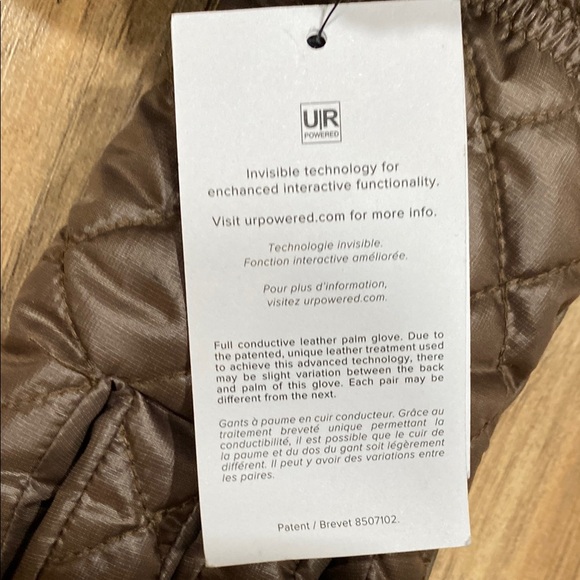 U|R
POWERED
Invisible technology for
enchanced interactive functionality.
Visit urpowered.com for more info.
Technologie invisible.
Fonction interactive améliorée.
Pour plus d'information,
visitez urpowered.com.
Full conductive leather palm glove. Due to
the patented, unique leather treatment used
to achieve this advanced technology, there
may be slight variation between the back
and palm of this glove. Each pair may be
different from the next.
Gants à paume en cuir conducteur. Grâce au
traitement breveté unique permettant la
conductibilité, il est possible que le cuir de
la paume et du dos du gant soit légèrement
différent. Il peut y avoir des variations entre
les paires.
Patent / Brevet 8507102.